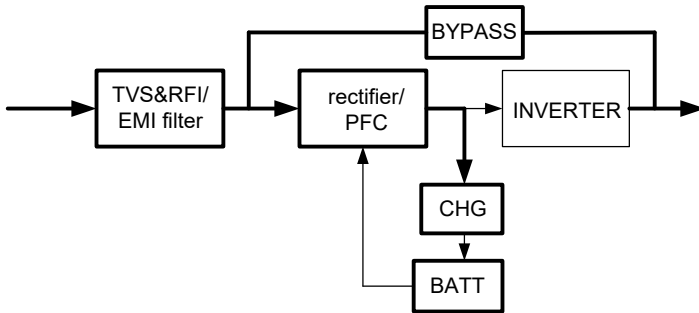 BYPASS
TVS&RFI/
EMI filter
rectifier/
PFC
INVERTER
CHG
BATT